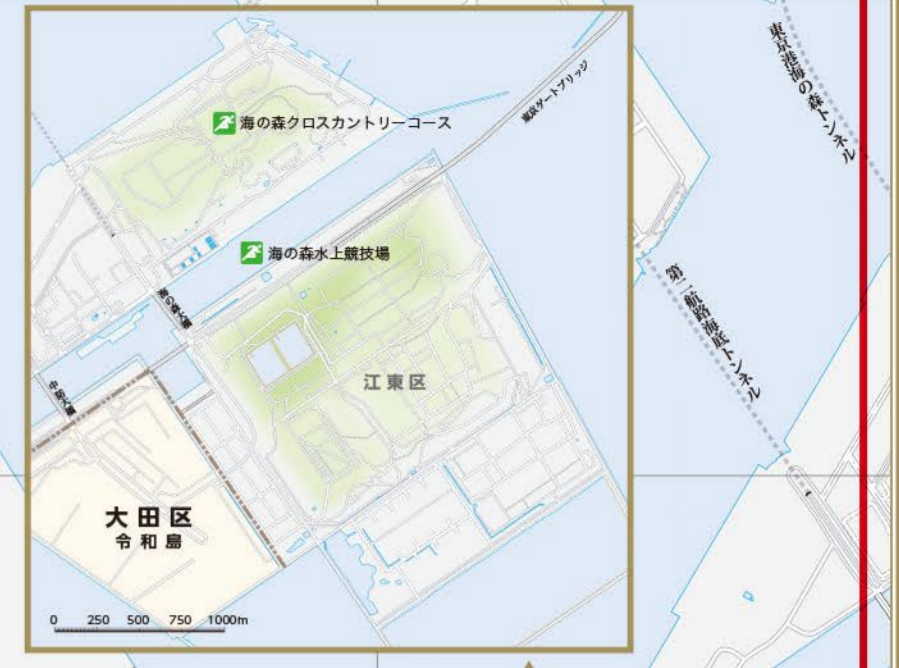 海の森クロスカントリーコース
東京ゲートブリッジ
東京港海の森トンネル
海の森水上競技場
海の森大橋
第二航路海底トンネル
江東区
中防大橋
大田区
令和島
0 250 500 750 1000m